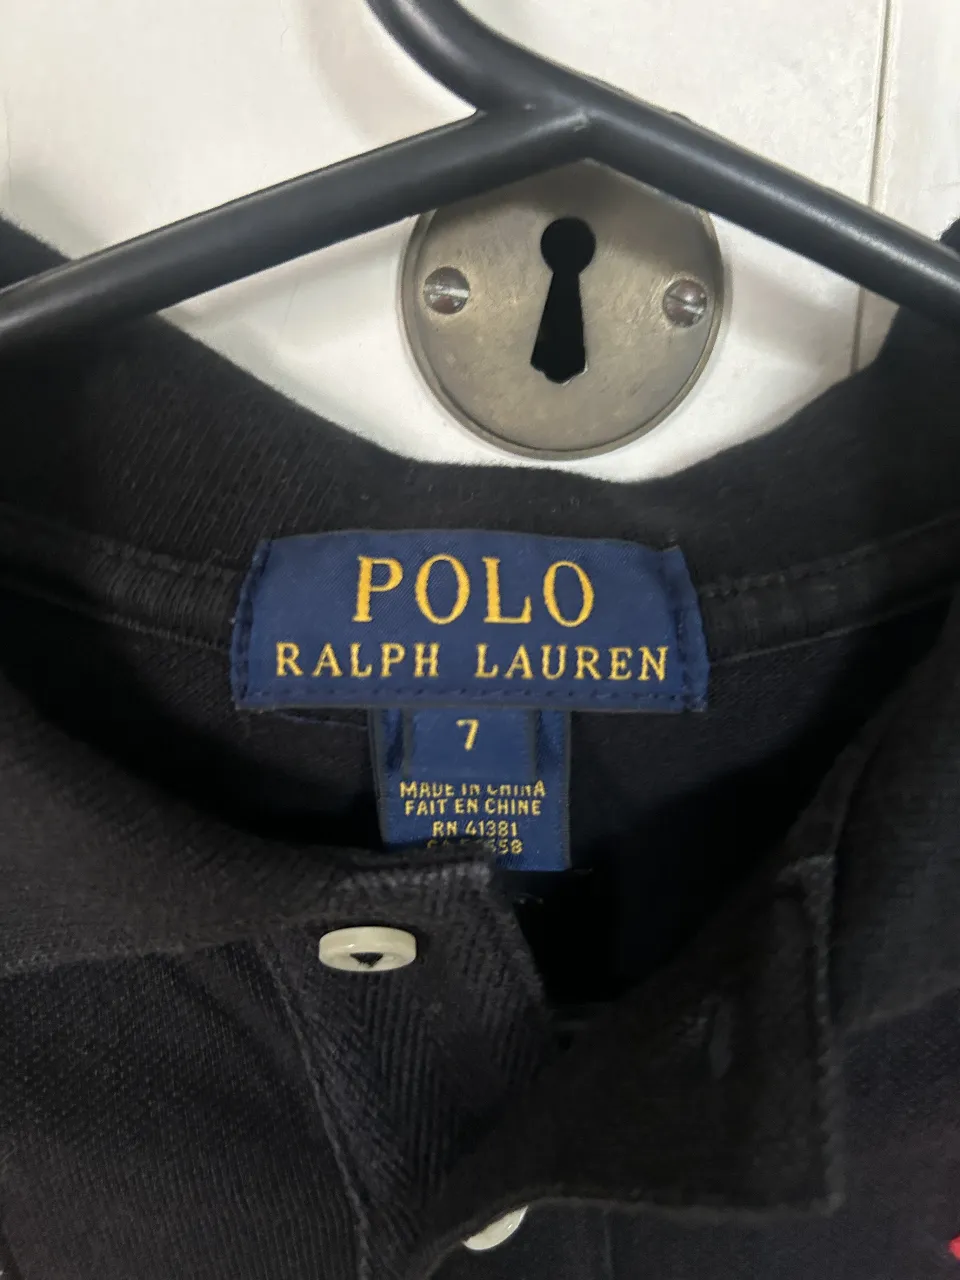 POLO
RALPH LAUREN
7
MADE IN CHINA
FAIT EN CHINE
RN 41381